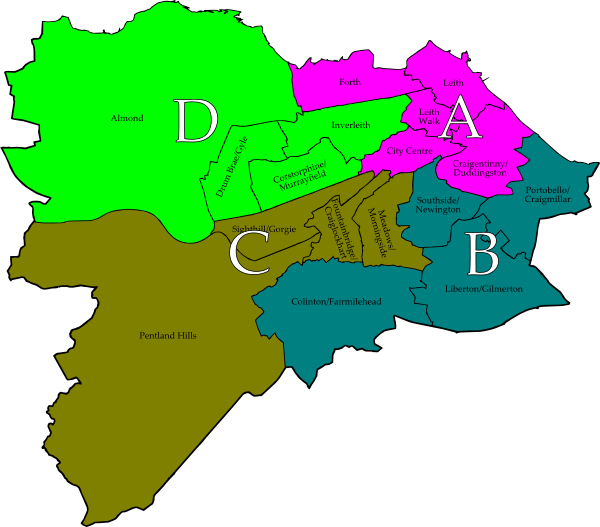 Forth
Leith
Almond
D
Leith
Walk
A
Inverleith
Drum Brae/Gyle
City Centre
Corstorphine/
Murrayfield
Craigentinny/
Duddingston
Portobello/
Craigmillar
Southside/
Newington
Sighthill/Gorgie
Fountainbridge/
Craiglockhart
Meadows/
Morningside
C
B
Liberton/Gilmerton
Colinton/Fairmilehead
Pentland Hills